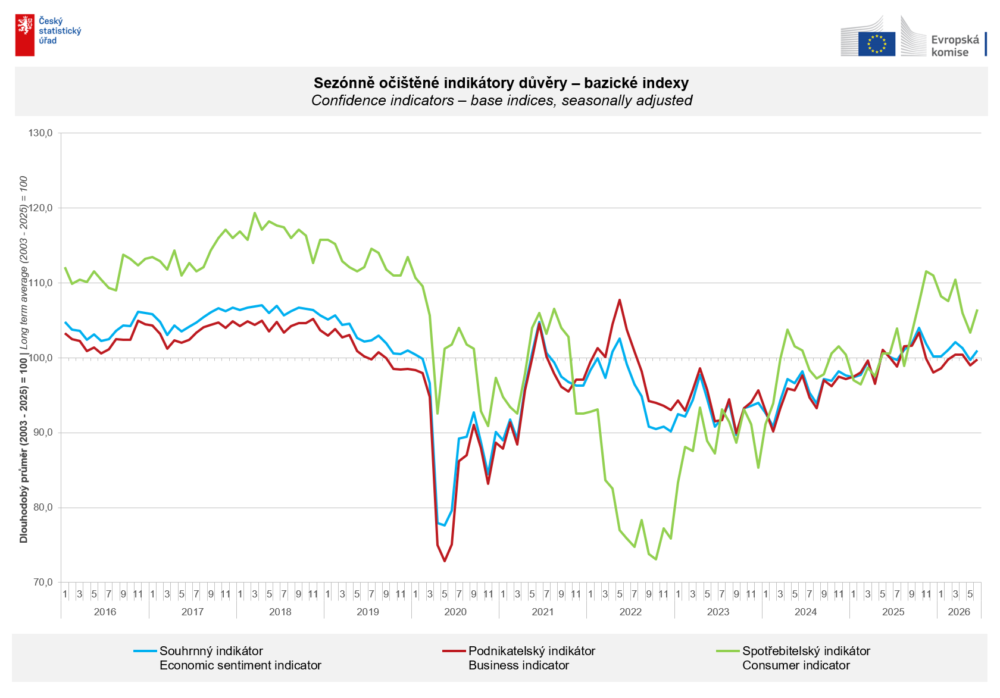 Český
statistický
úřad
Evropská
komise
Sezónně očištěné indikátory důvěry – bazické indexy
Confidence indicators – base indices, seasonally adjusted
Dlouhodobý průměr (2003 - 2025) = 100 | Long term average (2003 - 2025) = 100
130,0
120,0
110,0
100,0
90,0
80,0
70,0
1 3 5 7 9 11 1 3 5 7 9 11 1 3 5 7 9 11 1 3 5 7 9 11 1 3 5 7 9 11 1 3 5 7 9 11 1 3 5 7 9 11 1 3 5 7 9 11 1 3 5 7 9 11 1 3 5 7 9 11 1 3 5
2016 2017 2018 2019 2020 2021 2022 2023 2024 2025 2026
Souhrnný indikátor
Economic sentiment indicator
Podnikatelský indikátor
Business indicator
Spotřebitelský indikátor
Consumer indicator